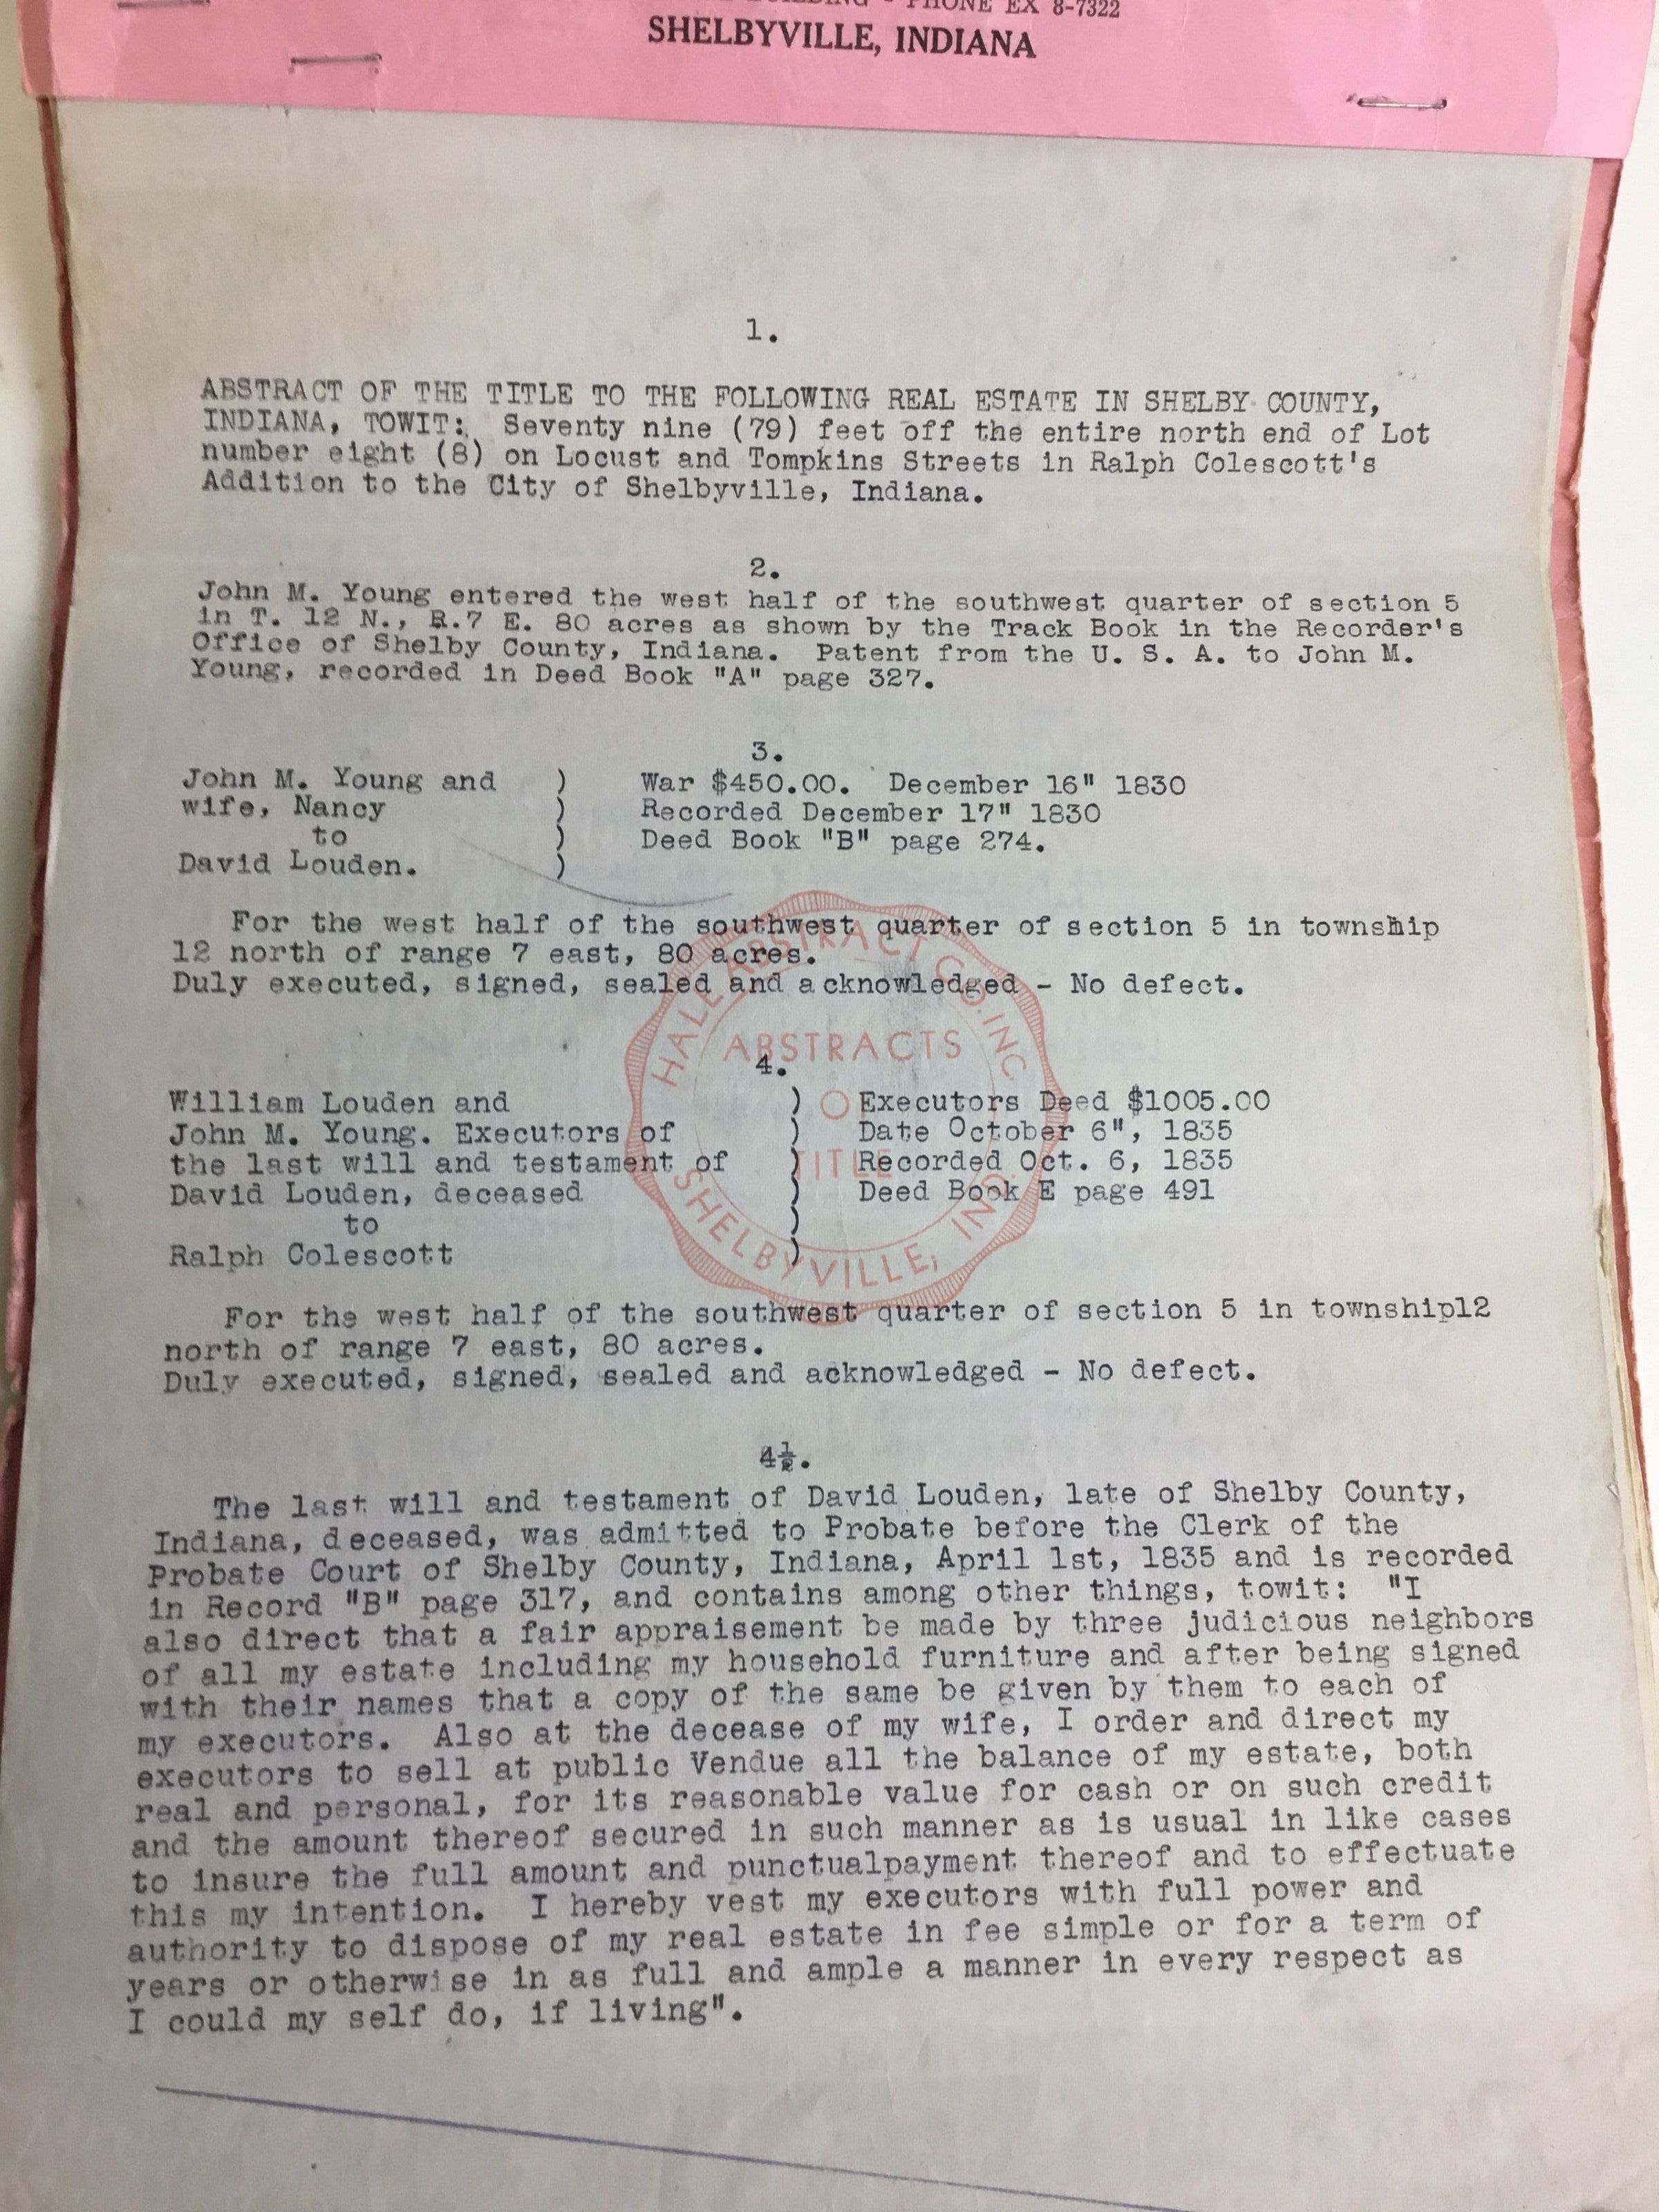 BUILDING - PHONE EX 8-7322
SHELBYVILLE, INDIANA
1.
ABSTRACT OF THE TITLE TO THE FOLLOWING REAL ESTATE IN SHELBY COUNTY,
INDIANA, TOWIT: Seventy nine (79) feet off the entire north end of Lot
number eight (8) on Locust and Tompkins Streets in Ralph Colescott's
Addition to the City of Shelbyville, Indiana.
2.
John M. Young entered the west half of the southwest quarter of section 5
in T. 12 N., R.7 E. 80 acres as shown by the Track Book in the Recorder's
Office of Shelby County, Indiana. Patent from the U. S. A. to John M.
Young, recorded in Deed Book "A" page 327.
3.
John M. Young and ) War $450.00. December 16" 1830
wife, Nancy ) Recorded December 17" 1830
to ) Deed Book "B" page 274.
David Louden. )
For the west half of the southwest quarter of section 5 in township
12 north of range 7 east, 80 acres.
Duly executed, signed, sealed and acknowledged - No defect.
HALE ABSTRACT CO. INC
ABSTRACTS
OF
TITLE
SHELBYVILLE, IND.
4.
William Louden and ) Executors Deed $1005.00
John M. Young. Executors of ) Date October 6", 1835
the last will and testament of ) Recorded Oct. 6, 1835
David Louden, deceased ) Deed Book E page 491
to )
Ralph Colescott )
For the west half of the southwest quarter of section 5 in township12
north of range 7 east, 80 acres.
Duly executed, signed, sealed and acknowledged - No defect.
4½.
The last will and testament of David Louden, late of Shelby County,
Indiana, deceased, was admitted to Probate before the Clerk of the
Probate Court of Shelby County, Indiana, April 1st, 1835 and is recorded
in Record "B" page 317, and contains among other things, towit: "I
also direct that a fair appraisement be made by three judicious neighbors
of all my estate including my household furniture and after being signed
with their names that a copy of the same be given by them to each of
my executors. Also at the decease of my wife, I order and direct my
executors to sell at public Vendue all the balance of my estate, both
real and personal, for its reasonable value for cash or on such credit
and the amount thereof secured in such manner as is usual in like cases
to insure the full amount and punctualpayment thereof and to effectuate
this my intention. I hereby vest my executors with full power and
authority to dispose of my real estate in fee simple or for a term of
years or otherwise in as full and ample a manner in every respect as
I could my self do, if living".